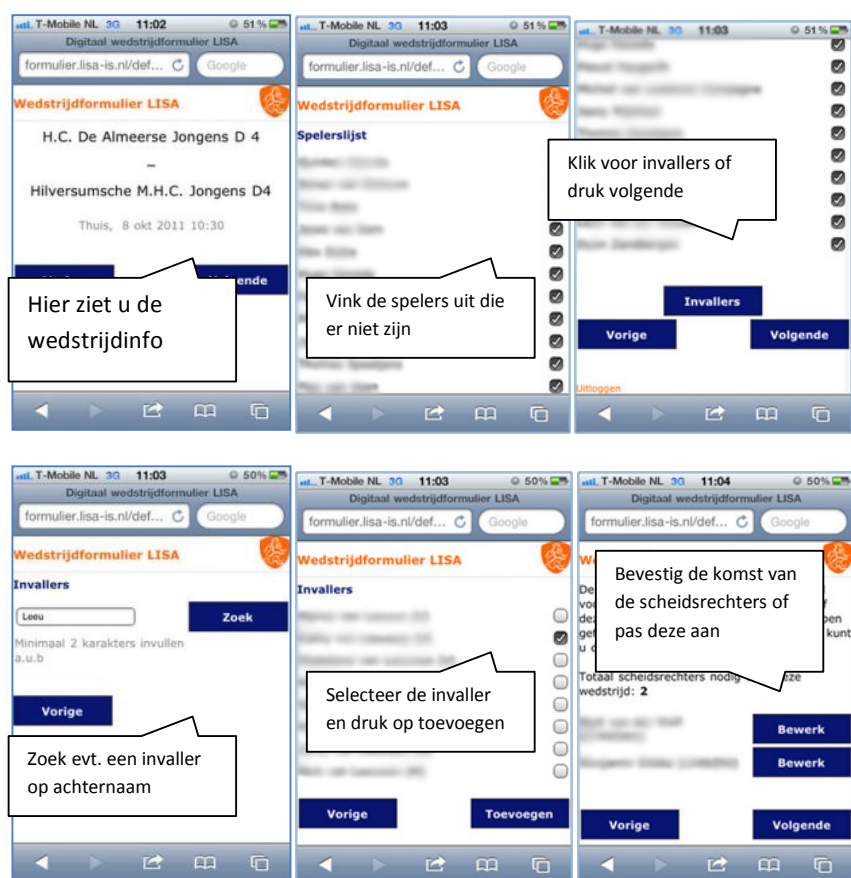 T-Mobile NL 3G 11:02 51%
Digitaal wedstrijdformulier LISA
formulier.lisa-is.nl/def... Google
Wedstrijdformulier LISA
H.C. De Almeerse Jongens D 4
–
Hilversumsche M.H.C. Jongens D4
Thuis, 8 okt 2011 10:30
Hier ziet u de
wedstrijdinfo
T-Mobile NL 3G 11:03 51%
Digitaal wedstrijdformulier LISA
formulier.lisa-is.nl/def... Google
Wedstrijdformulier LISA
Spelerslijst
Vink de spelers uit die
er niet zijn
T-Mobile NL 3G 11:03 51%
Klik voor invallers of
druk volgende
Invallers
Vorige Volgende
Uitloggen
T-Mobile NL 3G 11:03 50%
Digitaal wedstrijdformulier LISA
formulier.lisa-is.nl/def... Google
Wedstrijdformulier LISA
Invallers
Leeu Zoek
Minimaal 2 karakters invullen
a.u.b
Vorige
Zoek evt. een invaller
op achternaam
T-Mobile NL 3G 11:03 50%
Digitaal wedstrijdformulier LISA
formulier.lisa-is.nl/def... Google
Wedstrijdformulier LISA
Invallers
Selecteer de invaller
en druk op toevoegen
Vorige Toevoegen
T-Mobile NL 3G 11:04 50%
Digitaal wedstrijdformulier LISA
formulier.lisa-is.nl/def... Google
Bevestig de komst van
de scheidsrechters of
pas deze aan
kunt
Totaal scheidsrechters nodig
wedstrijd: 2
Bewerk
Bewerk
Vorige Volgende